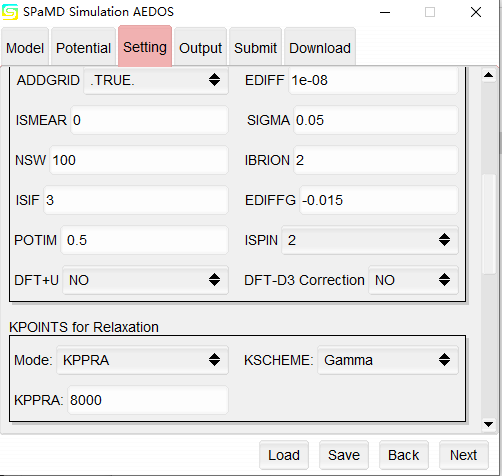 SPaMD Simulation AEDOS
Model Potential Setting Output Submit Download
ADDGRID .TRUE. EDIFF 1e-08
ISMEAR 0 SIGMA 0.05
NSW 100 IBRION 2
ISIF 3 EDIFFG -0.015
POTIM 0.5 ISPIN 2
DFT+U NO DFT-D3 Correction NO
KPOINTS for Relaxation
Mode: KPPRA KSCHEME: Gamma
KPPRA: 8000
Load Save Back Next